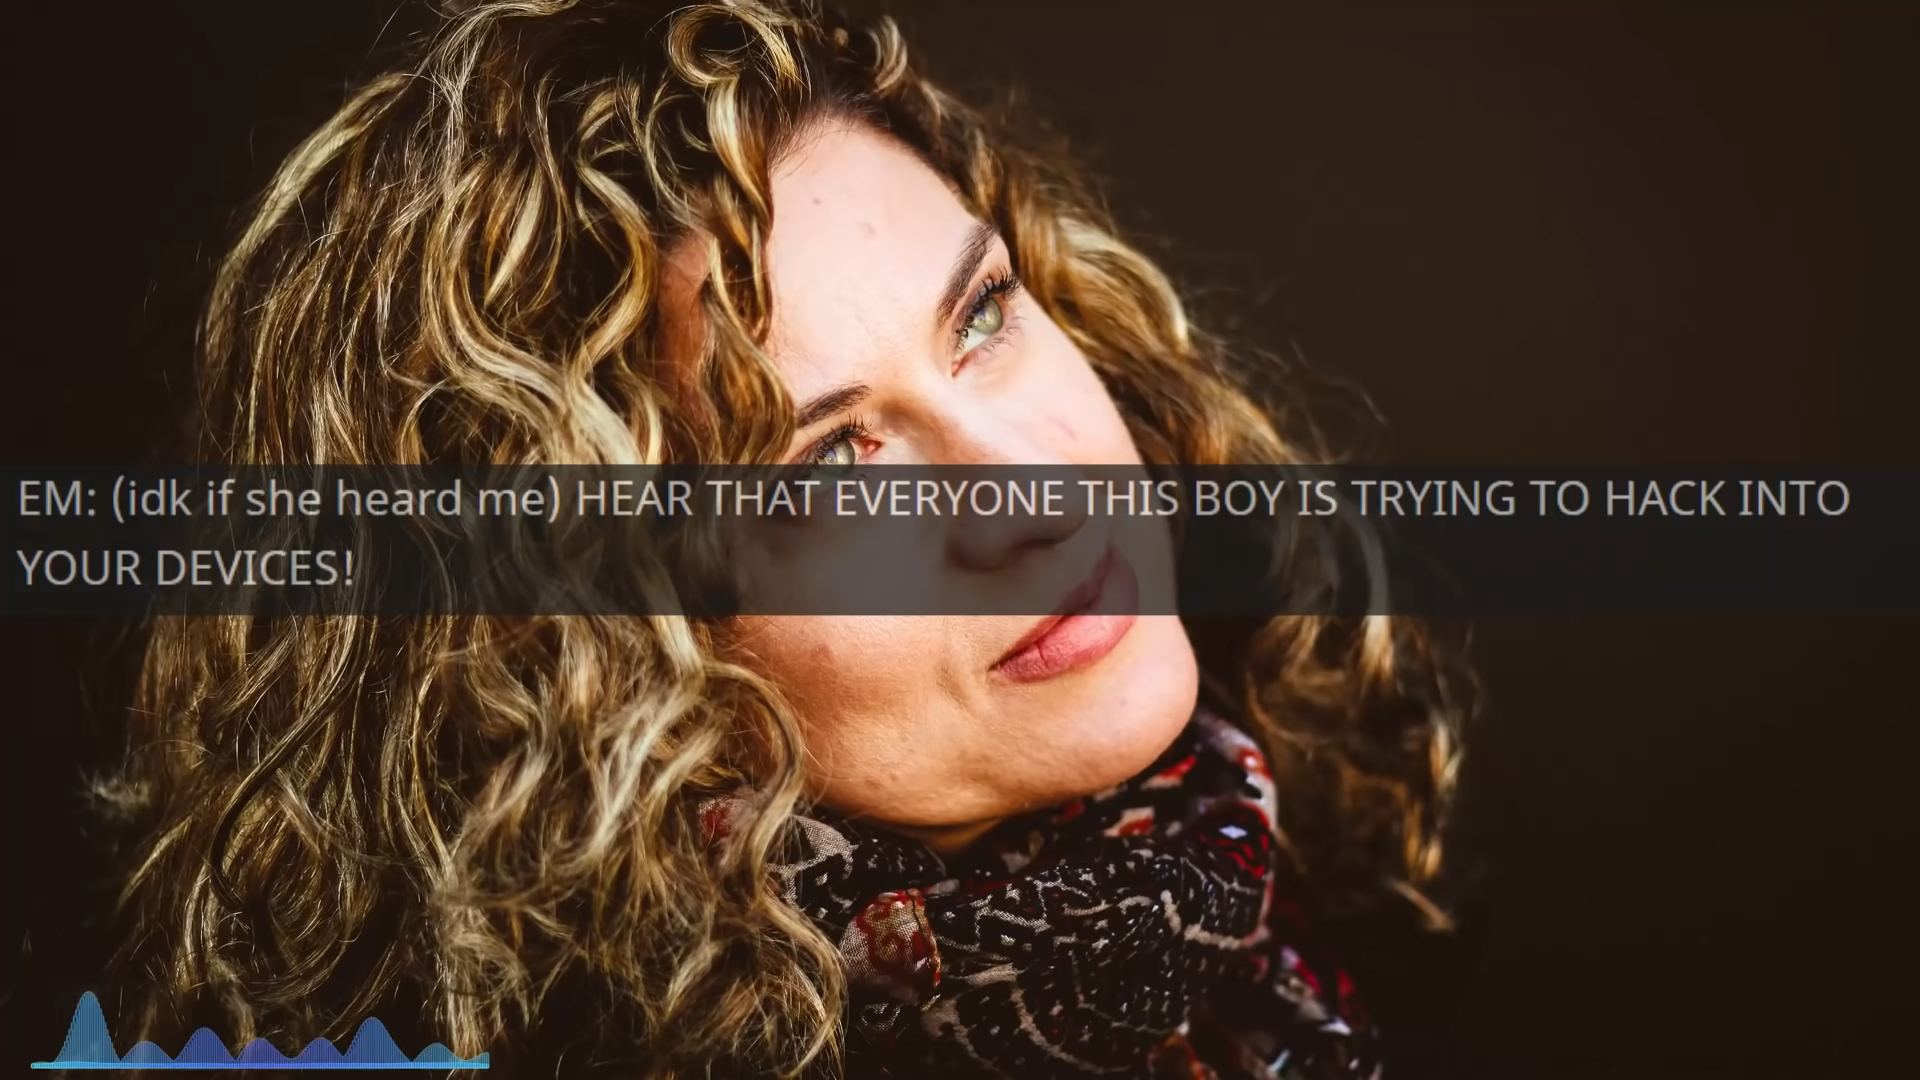 EM: (idk if she heard me) HEAR THAT EVERYONE THIS BOY IS TRYING TO HACK INTO
YOUR DEVICES!